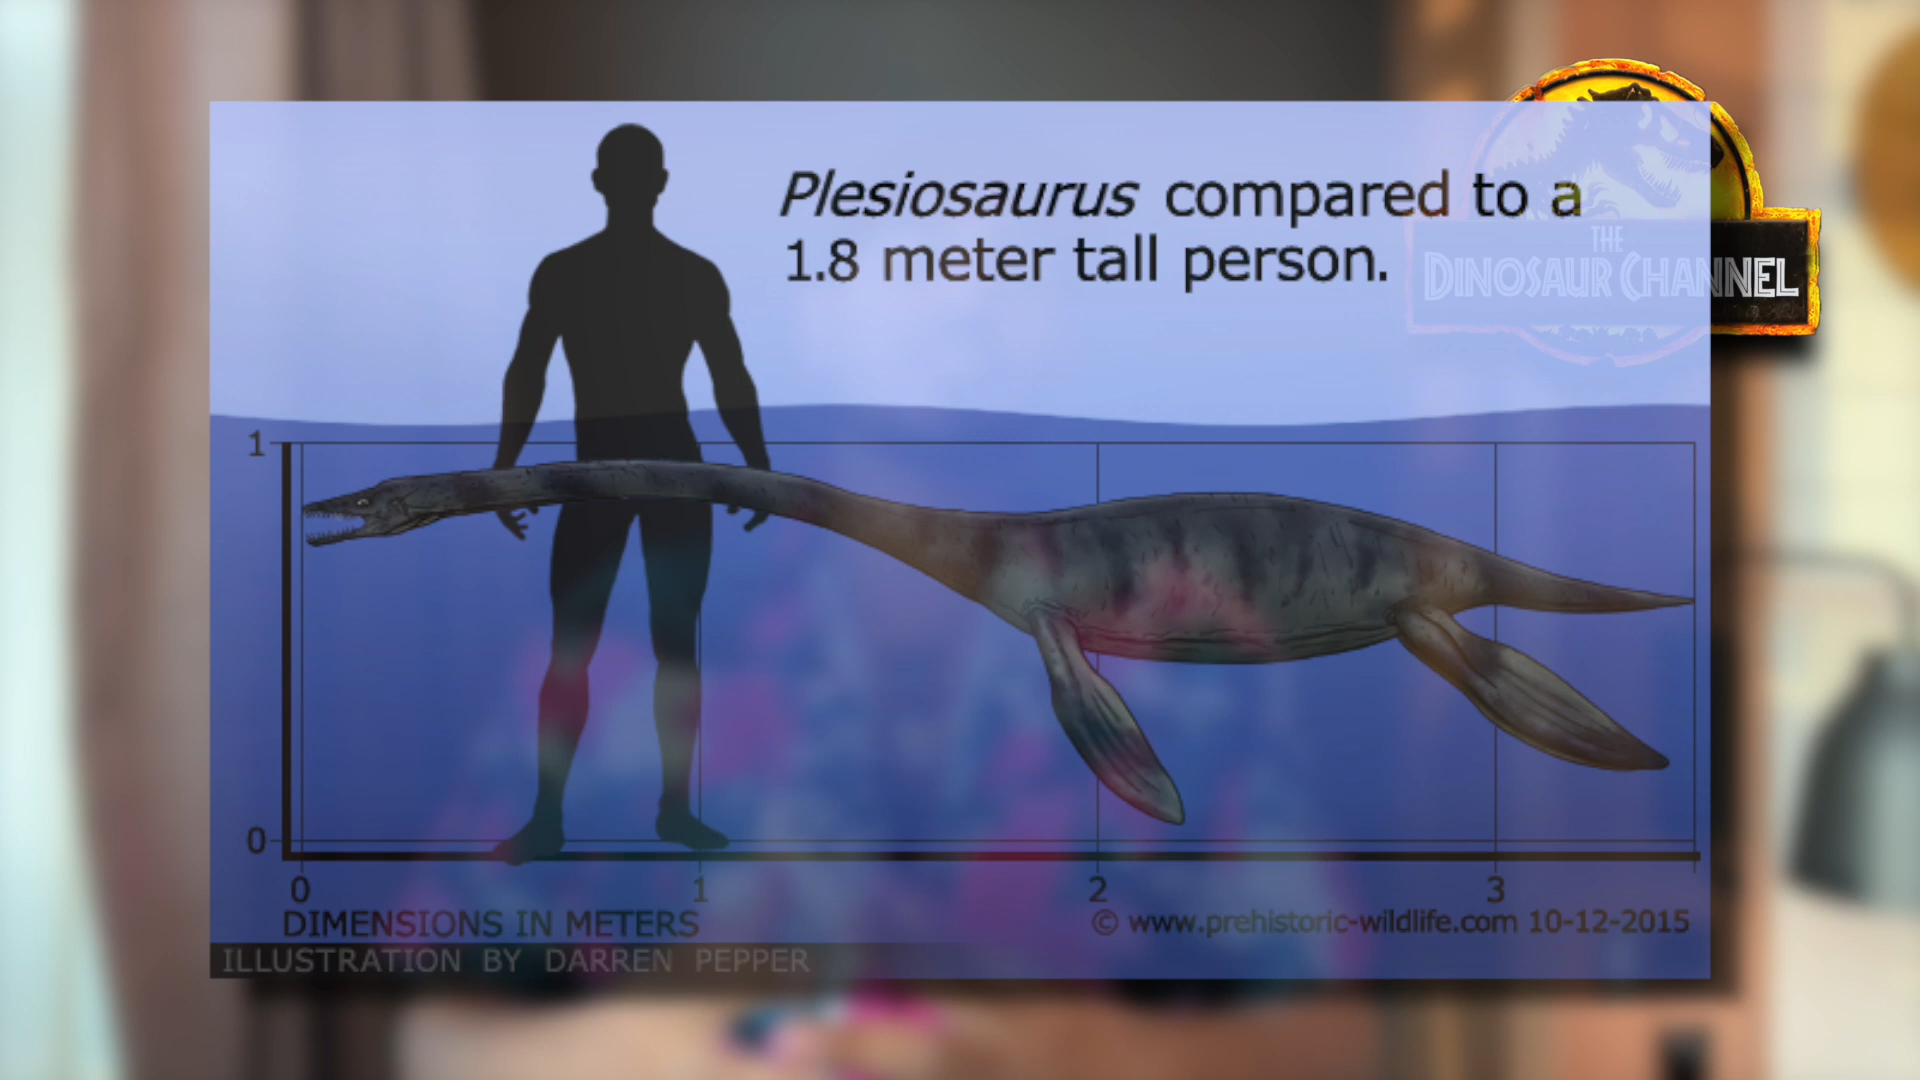 Plesiosaurus compared to a
1.8 meter tall person.
THE
DINOSAUR CHANNEL
1
0
0 1 2 3
DIMENSIONS IN METERS
© www.prehistoric-wildlife.com 10-12-2015
ILLUSTRATION BY DARREN PEPPER